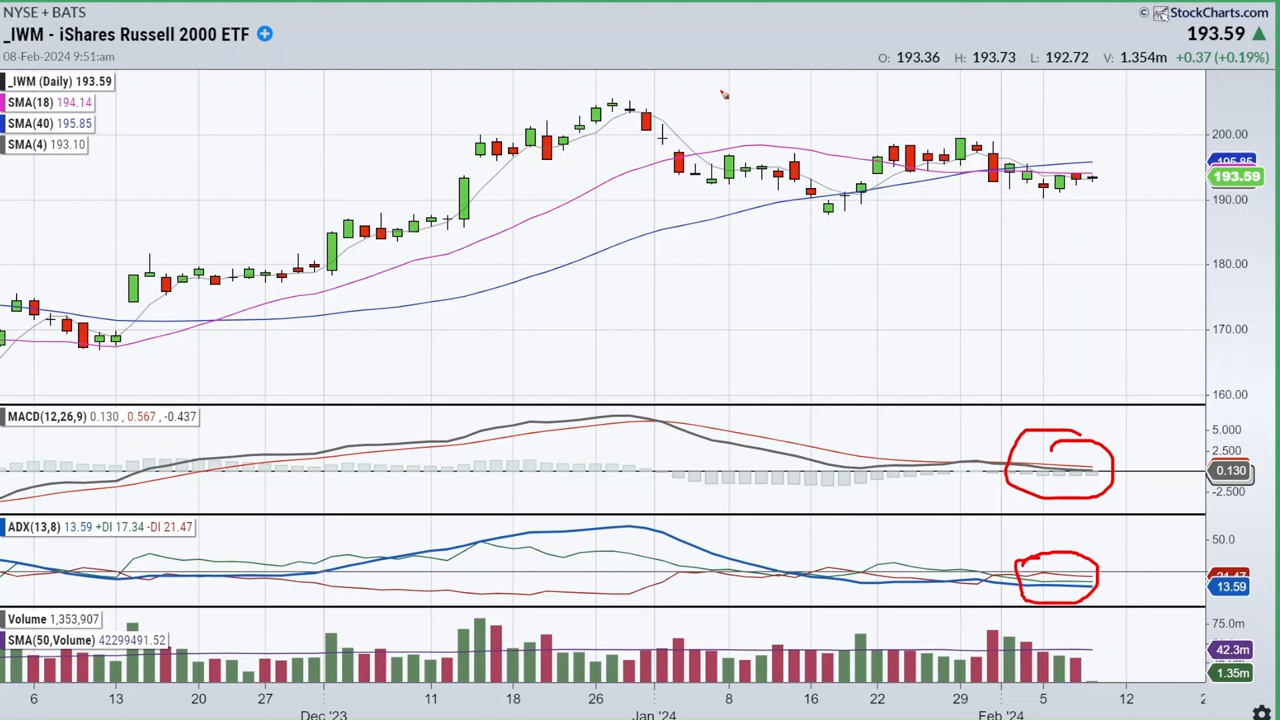 NYSE + BATS
© StockCharts.com
_IWM - iShares Russell 2000 ETF
193.59
08-Feb-2024 9:51:am
O: 193.36 H: 193.73 L: 192.72 V: 1.354m +0.37 (+0.19%)
_IWM (Daily) 193.59
SMA(18) 194.14
SMA(40) 195.85
SMA(4) 193.10
200.00
195.85
193.59
190.00
180.00
170.00
160.00
MACD(12,26,9) 0.130 , 0.567 , -0.437
5.000
2.500
0.130
-2.500
ADX(13,8) 13.59 +DI 17.34 -DI 21.47
50.0
21.47
13.59
Volume 1,353,907
SMA(50,Volume) 42299491.52
75.0m
42.3m
1.35m
6 13 20 27 11 18 26 8 16 22 29 5 12 2
Dec '23 Jan '24 Feb '24